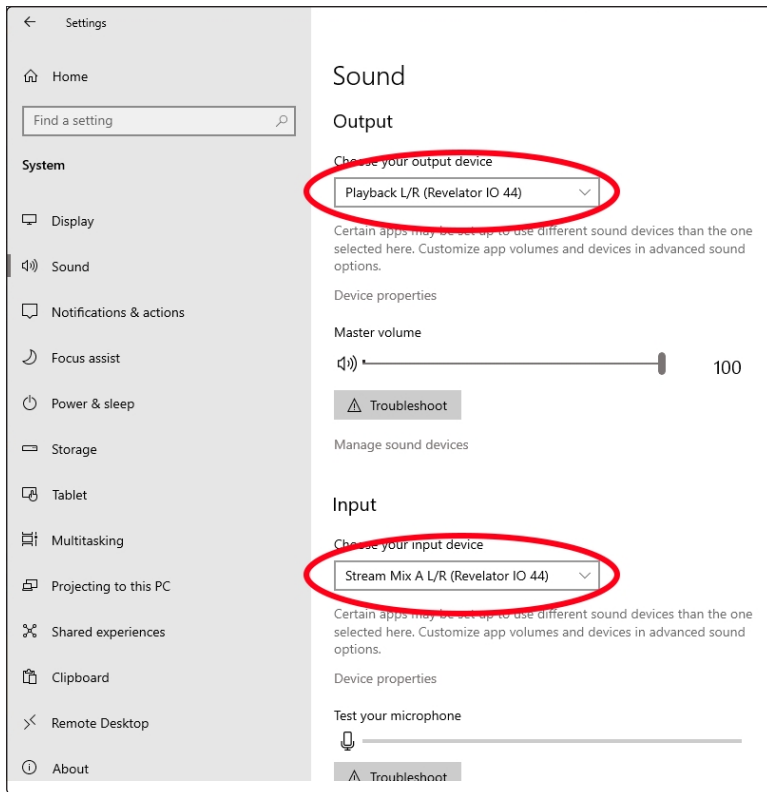 Settings
Home
Find a setting
System
Display
Sound
Notifications & actions
Focus assist
Power & sleep
Storage
Tablet
Multitasking
Projecting to this PC
Shared experiences
Clipboard
Remote Desktop
About
Sound
Output
Choose your output device
Playback L/R (Revelator IO 44)
Certain apps may be set up to use different sound devices than the one
selected here. Customize app volumes and devices in advanced sound
options.
Device properties
Master volume
100
Troubleshoot
Manage sound devices
Input
Choose your input device
Stream Mix A L/R (Revelator IO 44)
Certain apps may be set up to use different sound devices than the one
selected here. Customize app volumes and devices in advanced sound
options.
Device properties
Test your microphone
Troubleshoot